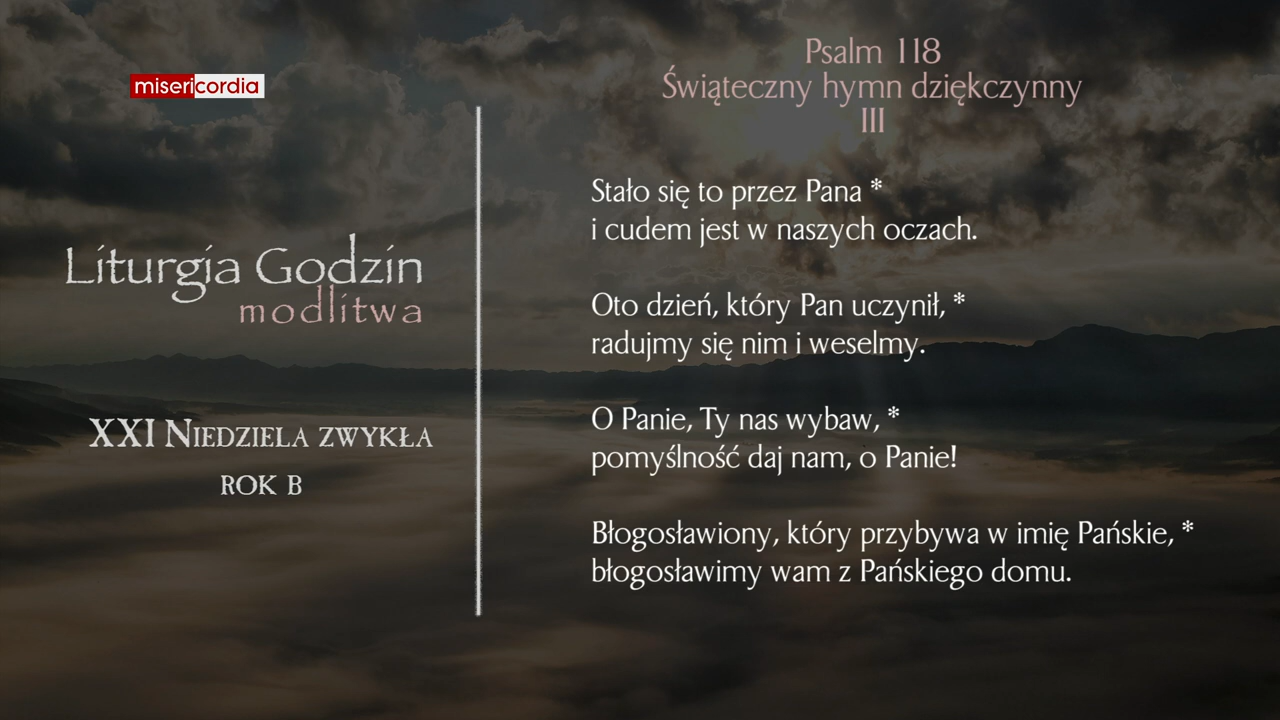 misericordia
Liturgia Godzin
modlitwa
XXI Niedziela zwykła
rok B
Psalm 118
Świąteczny hymn dziękczynny
III
Stało się to przez Pana *
i cudem jest w naszych oczach.
Oto dzień, który Pan uczynił, *
radujmy się nim i weselmy.
O Panie, Ty nas wybaw, *
pomyślność daj nam, o Panie!
Błogosławiony, który przybywa w imię Pańskie, *
błogosławimy wam z Pańskiego domu.